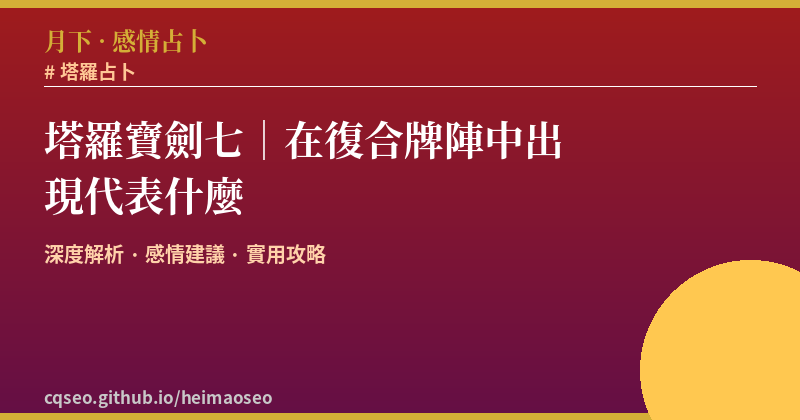 月下 · 感情占卜
# 塔羅占卜
塔羅寶劍七｜在復合牌陣中出
現代表什麼
深度解析 · 感情建議 · 實用攻略
cqseo.github.io/heimaoseo